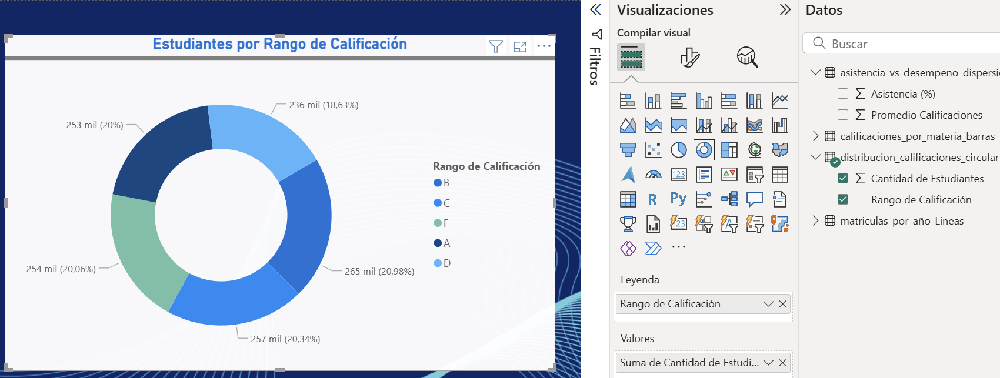 Estudiantes por Rango de Calificación
236 mil (18,63%)
253 mil (20%)
254 mil (20,06%)
265 mil (20,98%)
257 mil (20,34%)
Rango de Calificación
B
C
F
A
D
Filtros
Visualizaciones
Compilar visual
123
R
Py
123
Leyenda
Rango de Calificación
Valores
Suma de Cantidad de Estudi...
Datos
Buscar
asistencia_vs_desempeno_dispersi
Asistencia (%)
Promedio Calificaciones
calificaciones_por_materia_barras
distribucion_calificaciones_circular
Cantidad de Estudiantes
Rango de Calificación
matriculas_por_año_Lineas